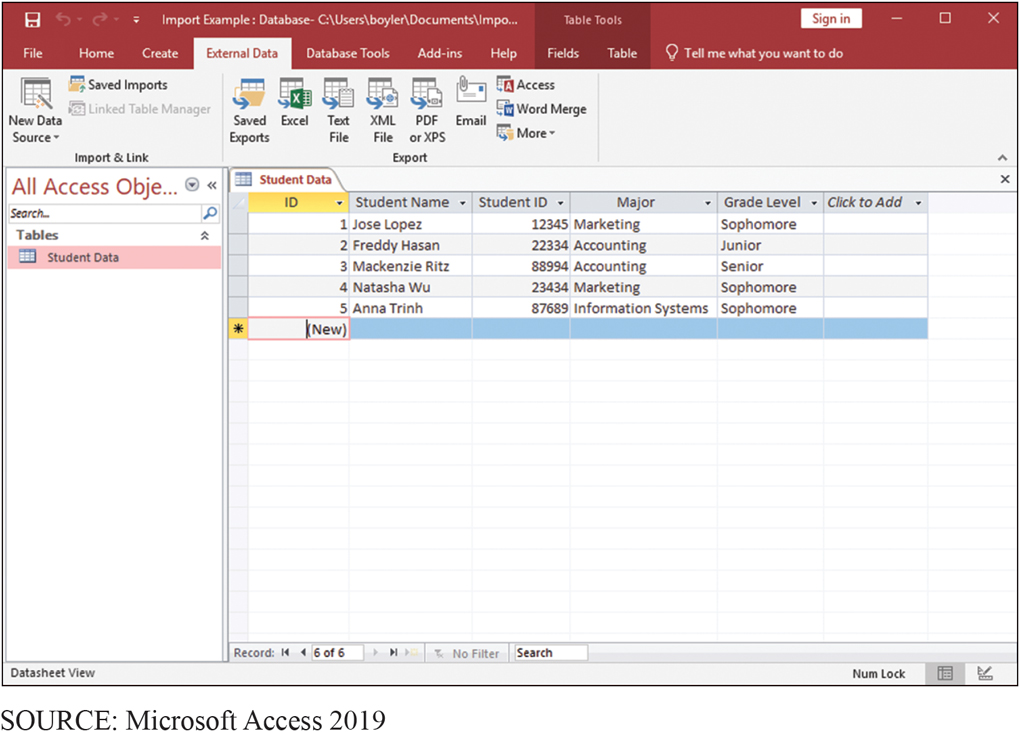 Import Example : Database- C:\Users\boyler\Documents\Impo...
Table Tools
Sign in
File Home Create External Data Database Tools Add-ins Help Fields Table Tell me what you want to do
New Data Source
Saved Imports
Linked Table Manager
Import & Link
Saved Exports
Excel
Text File
XML File
PDF or XPS
Email
Access
Word Merge
More
Export
All Access Obje...
Search...
Tables
Student Data
Student Data
ID Student Name Student ID Major Grade Level Click to Add
1 Jose Lopez 12345 Marketing Sophomore
2 Freddy Hasan 22334 Accounting Junior
3 Mackenzie Ritz 88994 Accounting Senior
4 Natasha Wu 23434 Marketing Sophomore
5 Anna Trinh 87689 Information Systems Sophomore
* (New)
Record: 6 of 6 No Filter Search
Datasheet View Num Lock
SOURCE: Microsoft Access 2019